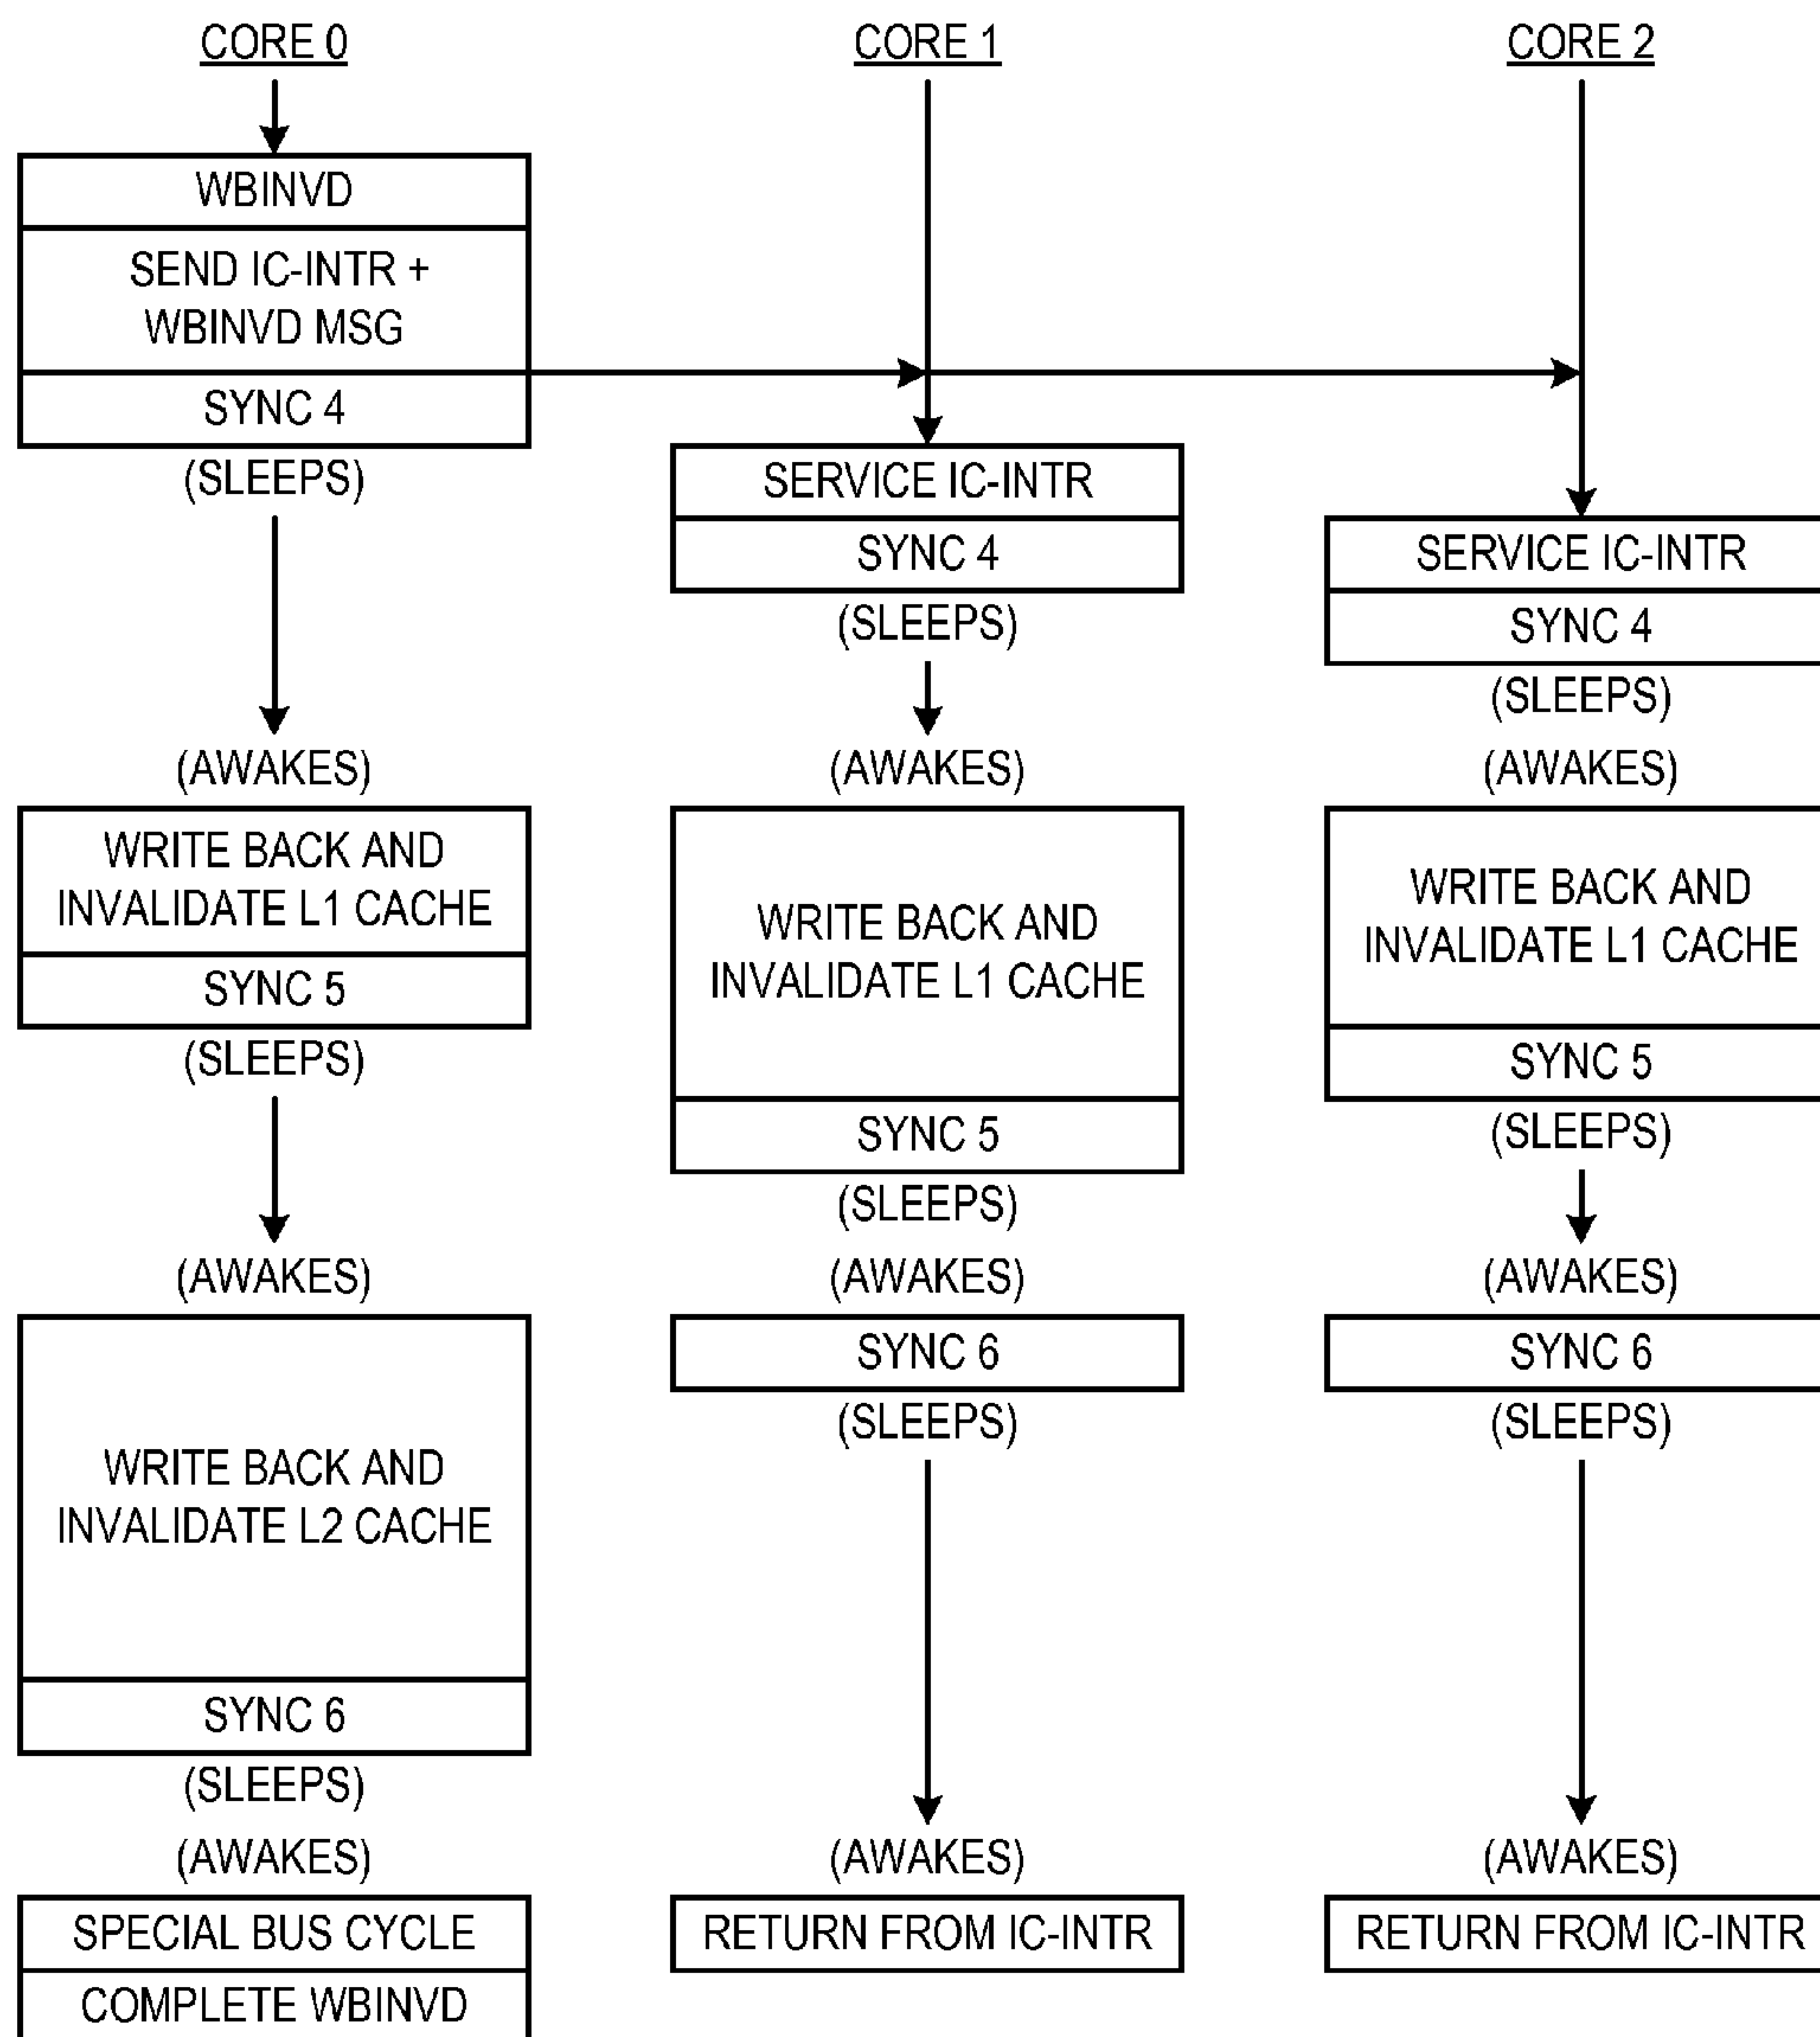 CORE 0
CORE 1
CORE 2
WBINVD
SEND IC-INTR +
WBINVD MSG
SYNC 4
(SLEEPS)
SERVICE IC-INTR
SYNC 4
(SLEEPS)
SERVICE IC-INTR
SYNC 4
(SLEEPS)
(AWAKES)
(AWAKES)
(AWAKES)
WRITE BACK AND
INVALIDATE L1 CACHE
SYNC 5
(SLEEPS)
WRITE BACK AND
INVALIDATE L1 CACHE
SYNC 5
(SLEEPS)
WRITE BACK AND
INVALIDATE L1 CACHE
SYNC 5
(SLEEPS)
(AWAKES)
(AWAKES)
(AWAKES)
WRITE BACK AND
INVALIDATE L2 CACHE
SYNC 6
(SLEEPS)
SYNC 6
(SLEEPS)
SYNC 6
(SLEEPS)
(AWAKES)
(AWAKES)
(AWAKES)
SPECIAL BUS CYCLE
COMPLETE WBINVD
RETURN FROM IC-INTR
RETURN FROM IC-INTR